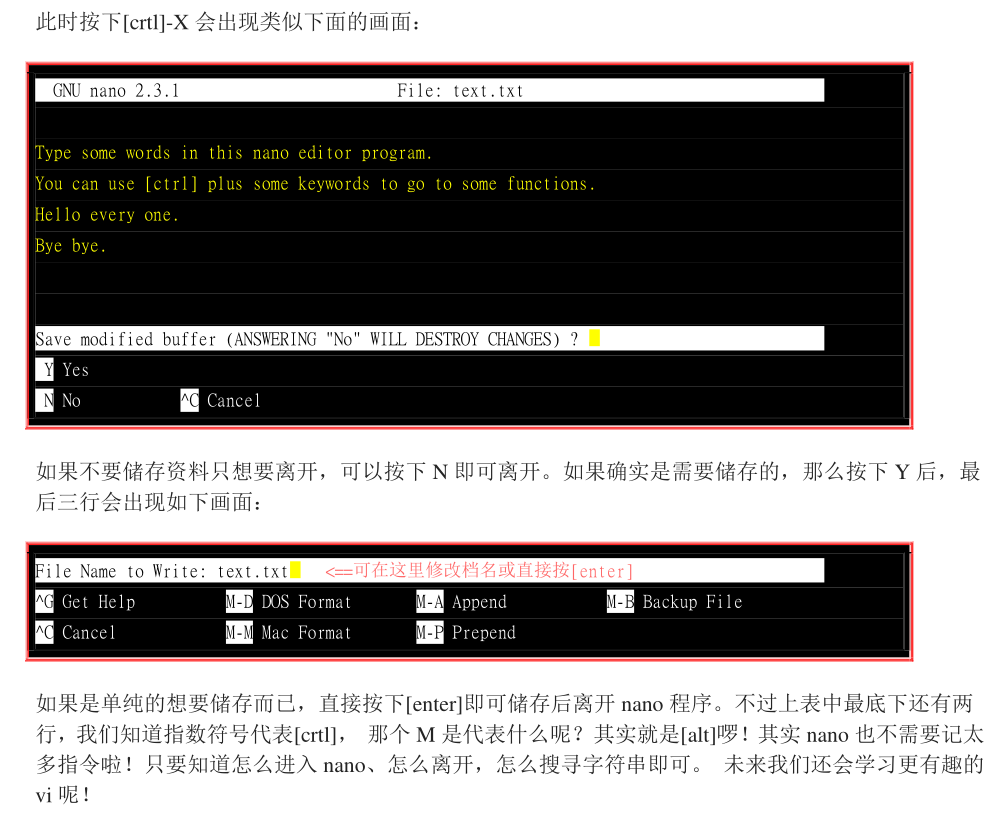 此时按下[crtl]-X 会出现类似下面的画面：
GNU nano 2.3.1 File: text.txt
Type some words in this nano editor program.
You can use [ctrl] plus some keywords to go to some functions.
Hello every one.
Bye bye.
Save modified buffer (ANSWERING "No" WILL DESTROY CHANGES) ?
Y Yes
N No ^C Cancel
如果不要储存资料只想要离开，可以按下 N 即可离开。如果确实是需要储存的，那么按下 Y 后，最
后三行会出现如下画面：
File Name to Write: text.txt <==可在这里修改档名或直接按[enter]
^G Get Help M-D DOS Format M-A Append M-B Backup File
^C Cancel M-M Mac Format M-P Prepend
如果是单纯的想要储存而已，直接按下[enter]即可储存后离开 nano 程序。不过上表中最底下还有两
行，我们知道指数符号代表[crtl]， 那个 M 是代表什么呢？其实就是[alt]啰！其实 nano 也不需要记太
多指令啦！只要知道怎么进入 nano、怎么离开，怎么搜寻字符串即可。 未来我们还会学习更有趣的
vi 呢！